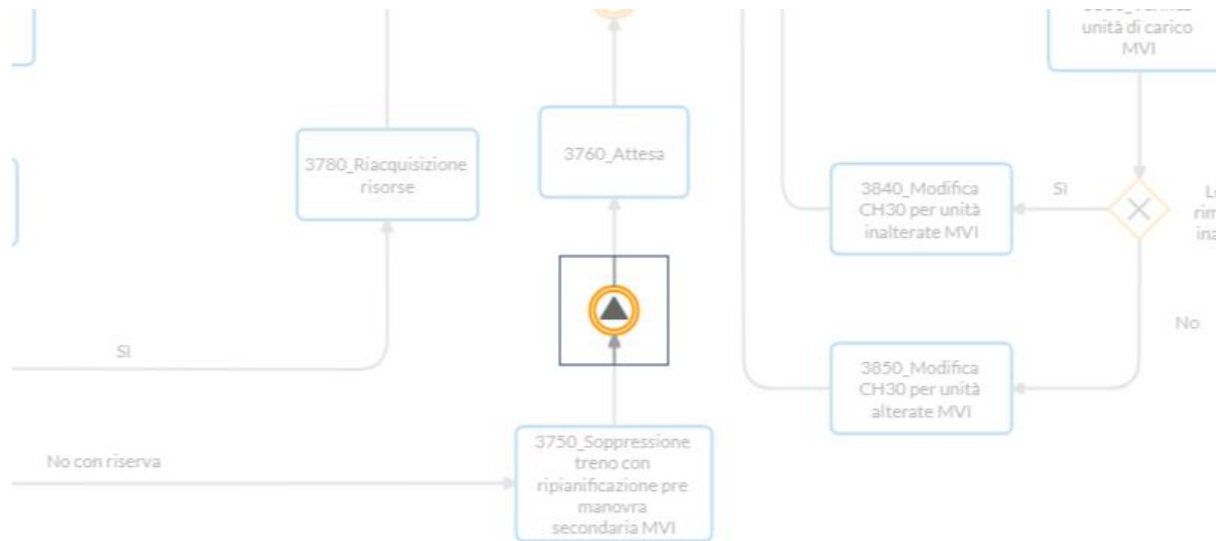 unità di carico
MVI
3780_Riacquisizione
risorse
3760_Attesa
3840_Modifica
CH30 per unità
inalterate MVI
Sì
Sì
No
3850_Modifica
CH30 per unità
alterate MVI
No con riserva
3750_Soppressione
treno con
ripianificazione pre
manovra
secondaria MVI